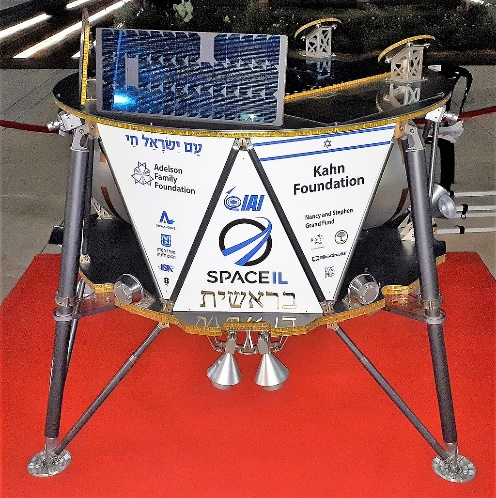 עַם יִשְׂרָאֵל חַי
Adelson
Family
Foundation
IAI
SPACEIL
בראשית
Kahn
Foundation
Nancy and Stephen
Grand Fund